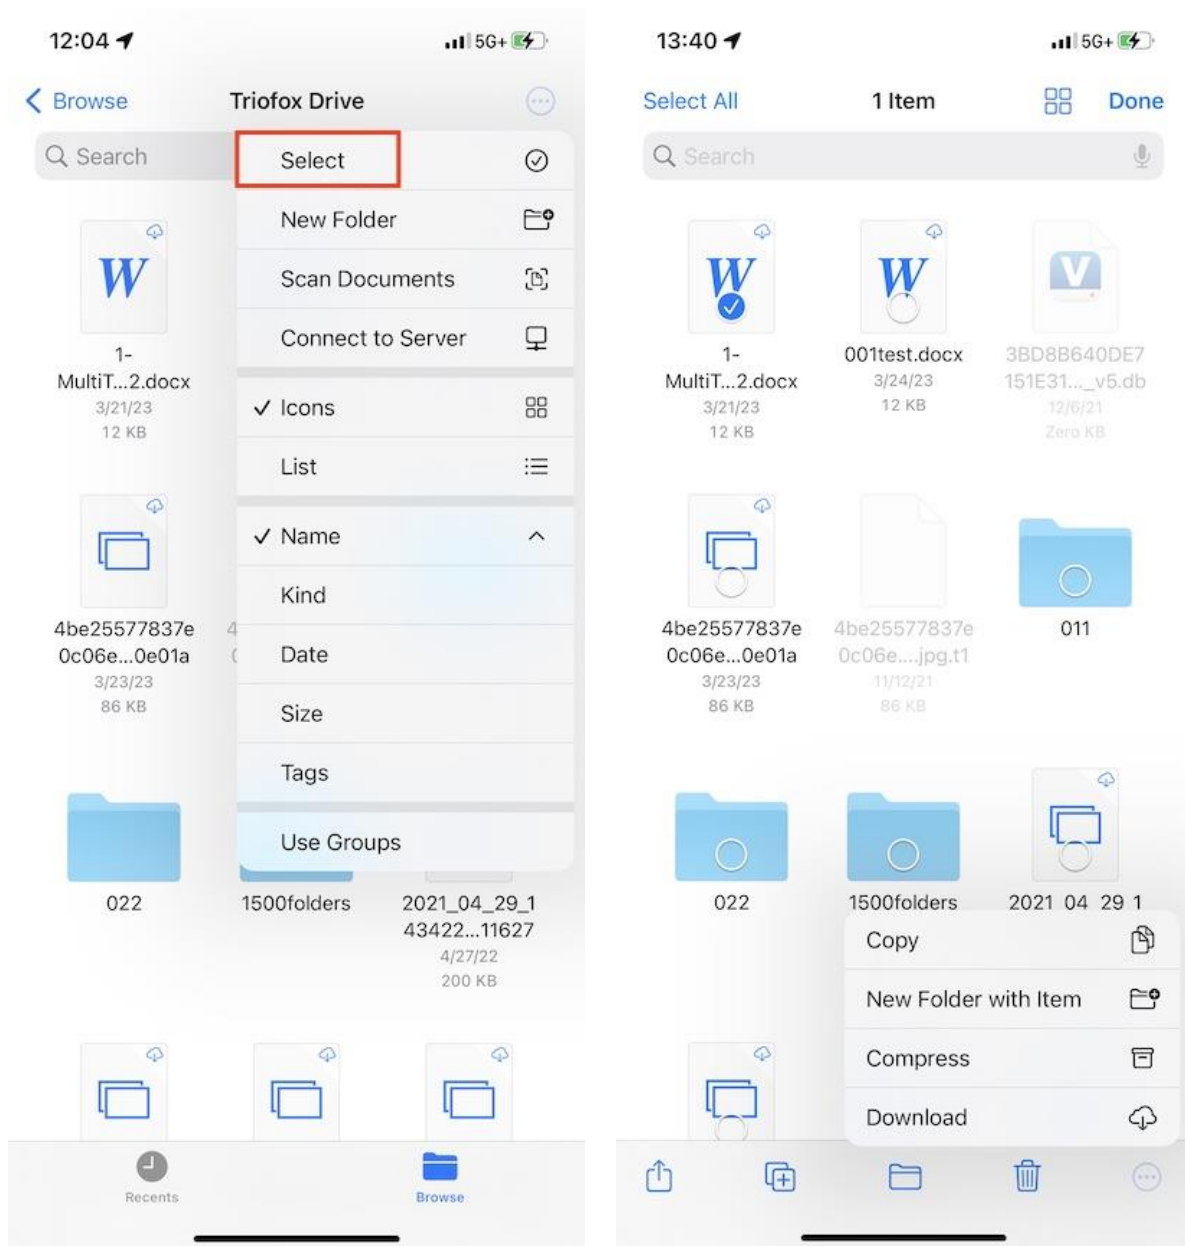 12:04
5G+
Browse
Triofox Drive
Search
Select
New Folder
Scan Documents
Connect to Server
Icons
List
Name
Kind
Date
Size
Tags
Use Groups
W
1-
MultiT...2.docx
3/21/23
12 KB
4be25577837e
0c06e...0e01a
3/23/23
86 KB
4
022
1500folders
2021_04_29_1
43422...11627
4/27/22
200 KB
Recents
Browse
13:40
5G+
Select All
1 Item
Done
Search
W
1-
MultiT...2.docx
3/21/23
12 KB
W
001test.docx
3/24/23
12 KB
V
3BD8B640DE7
151E31..._v5.db
12/6/21
Zero KB
4be25577837e
0c06e...0e01a
3/23/23
86 KB
4be25577837e
0c06e....jpg.t1
11/12/21
86 KB
011
022
1500folders
2021 04 29 1
Copy
New Folder with Item
Compress
Download